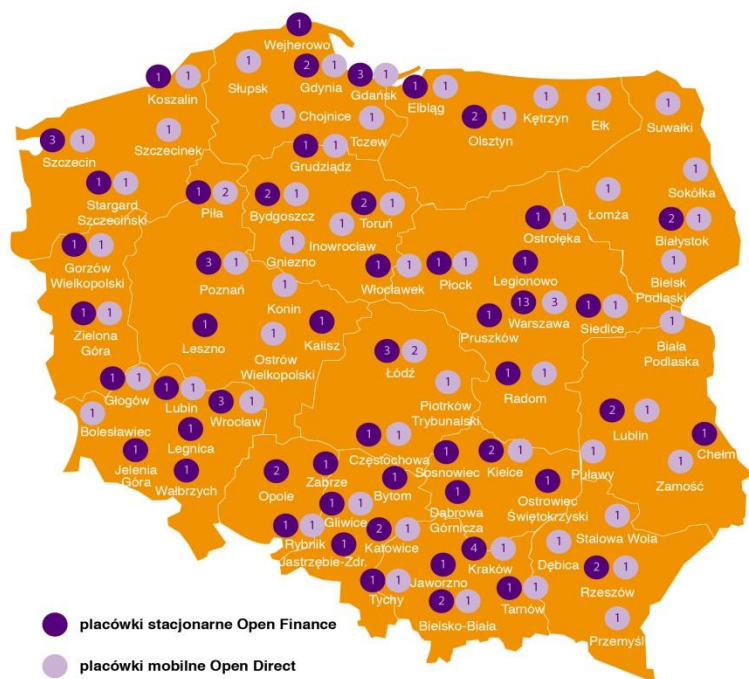 1
Wejherowo
1
Słupsk
2 1
Gdynia
3 1
Gdańsk
1 1
Koszalin
1 1
Elbląg
2 1
Olsztyn
1
Kętrzyn
1
Ełk
1
Suwałki
1
Chojnice
1
Tczew
1
Szczecinek
3 1
Szczecin
1 1
Grudziądz
1
Sokółka
1 1
Stargard
Szczeciński
1 2
Piła
2 1
Bydgoszcz
2 1
Toruń
1
Łomża
1
Inowrocław
1 1
Ostrołęka
2 1
Białystok
1 1
Gorzów
Wielkopolski
1
Gniezno
3 1
Poznań
1 1
Włocławek
1 1
Płock
1
Legionowo
1
Bielsk
Podlaski
1
Konin
13 3
Warszawa
1 1
Siedlce
1
Pruszków
1
Biała
Podlaska
1 1
Zielona
Góra
1
Leszno
1
Ostrów
Wielkopolski
1
Kalisz
3 2
Łódź
1 1
Radom
1
Piotrków
Trybunalski
1 1
Głogów
1 1
Lubin
3 1
Wrocław
1
Bolesławiec
1
Legnica
2 1
Lublin
1
Chełm
1 1
Częstochowa
1
Jelenia
Góra
1
Wałbrzych
2
Opole
1
Zabrze
1
Bytom
1
Sosnowiec
2 1
Kielce
1
Puławy
1
Zamość
1
Dąbrowa
Górnicza
1
Ostrowiec
Świętokrzyski
1 1
Gliwice
1
Stalowa Wola
1 1
Rybnik
2 1
Katowice
1
Jastrzębie-Zdr.
4 1
Kraków
1
Dębica
2 1
Rzeszów
1
Jaworzno
1 1
Tychy
2 1
Bielsko-Biała
1 1
Tarnów
1
Przemyśl
placówki stacjonarne Open Finance
placówki mobilne Open Direct